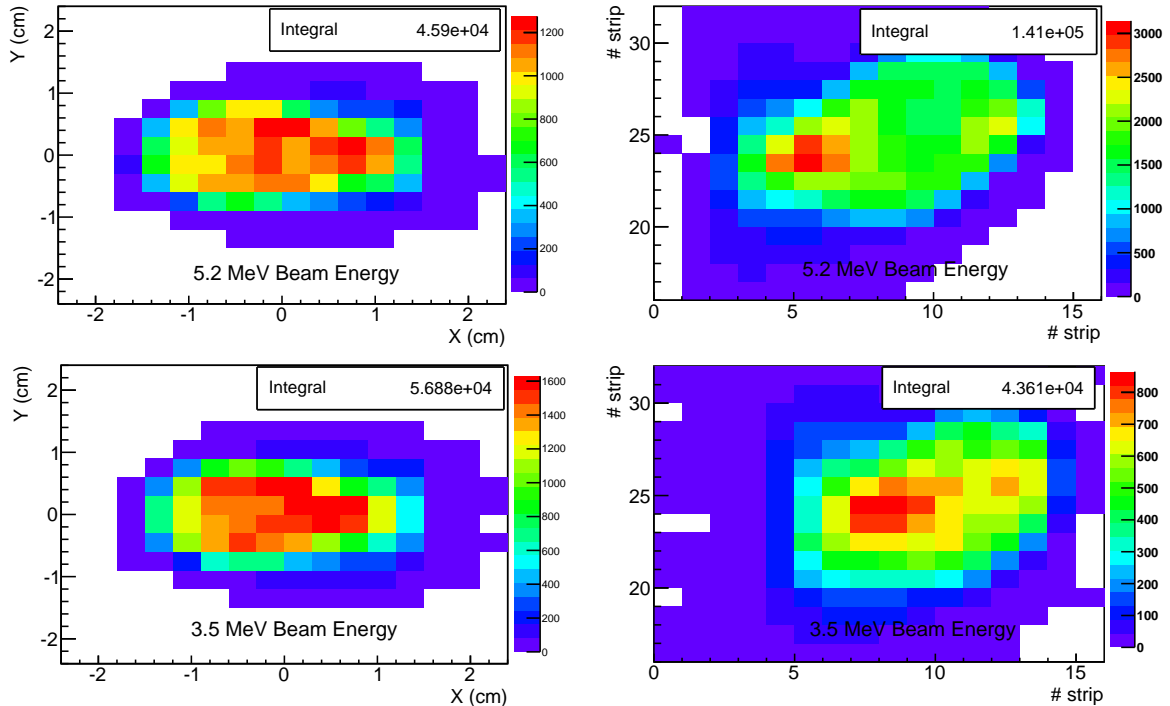 Y (cm)
2
1
0
-1
-2
Integral 4.59e+04
5.2 MeV Beam Energy
-2 -1 0 1 2
X (cm)
1200
1000
800
600
400
200
0
# strip
30
25
20
Integral 1.41e+05
5.2 MeV Beam Energy
0 5 10 15
# strip
3000
2500
2000
1500
1000
500
0
Y (cm)
2
1
0
-1
-2
Integral 5.688e+04
3.5 MeV Beam Energy
-2 -1 0 1 2
X (cm)
1600
1400
1200
1000
800
600
400
200
0
# strip
30
25
20
Integral 4.361e+04
3.5 MeV Beam Energy
0 5 10 15
# strip
800
700
600
500
400
300
200
100
0